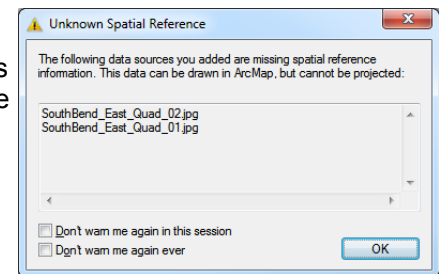 Unknown Spatial Reference
The following data sources you added are missing spatial reference
information. This data can be drawn in ArcMap, but cannot be projected:
s
e
SouthBend_East_Quad_02.jpg
SouthBend_East_Quad_01.jpg
Don't warn me again in this session
Don't warn me again ever
OK